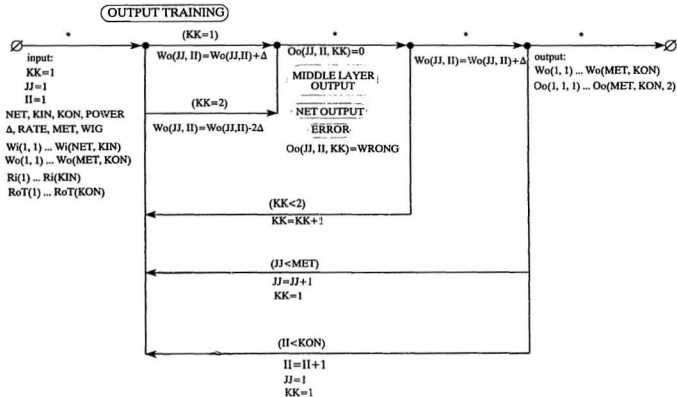 OUTPUT TRAINING
* (KK=1) * * *
input:
KK=1
JJ=1
II=1
NET, KIN, KON, POWER
Δ, RATE, MET, WIG
Wi(1, 1) ... Wi(NET, KIN)
Wo(1, 1) ... Wo(MET, KON)
Ri(1) ... Ri(KIN)
RoT(1) ... RoT(KON)
Wo(JJ, II)=Wo(JJ,II)+Δ
(KK=2)
Wo(JJ, II)=Wo(JJ,II)-2Δ
Oo(JJ, II, KK)=0
MIDDLE LAYER
OUTPUT
NET OUTPUT
ERROR
Oo(JJ, II, KK)=WRONG
Wo(JJ, II)=Wo(JJ, II)+Δ
output:
Wo(1, 1) ... Wo(MET, KON)
Oo(1, 1, 1) ... Oo(MET, KON, 2)
(KK<2)
KK=KK+1
(JJ<MET)
JJ=JJ+1
KK=1
(II<KON)
II=II+1
JJ=1
KK=1